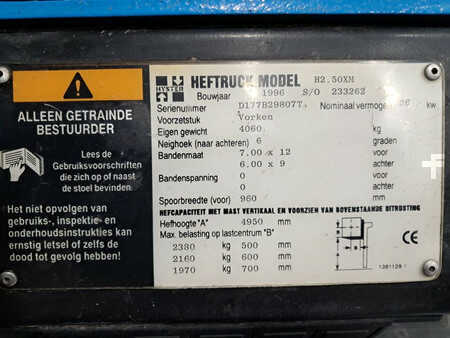 ALLEEN GETRAINDE
BESTUURDER
Lees de
Gebruiksvoorschriften
die zich op of naast
de stoel bevinden
Het niet opvolgen van
gebruiks-, inspektie- en
onderhoudsinstrukties kan
ernstig letsel of zelfs de
dood tot gevolg hebben!
HYSTER
HEFTRUCK MODEL H2.50XM
Bouwjaar 1996 S/O 233262
Serienummer D177B29807T Nominaal vermogen 36 kw
Voorzetstuk Vorken
Eigen gewicht 4060 kg
Neighoek (naar achteren) 6 graden
Bandenmaat 7.00 x 12 voor
6.00 x 9 achter
Bandenspanning 0 voor
0 achter
Spoorbreedte (voor) 960 mm
HEFCAPACITEIT MET MAST VERTIKAAL EN VOORZIEN VAN BOVENSTAANDE UITRUSTING
Hefhoogte "A" 4950 mm
Max. belasting op lastcentrum "B"
2380 kg 500 mm
2160 kg 600 mm
1970 kg 700 mm
CE